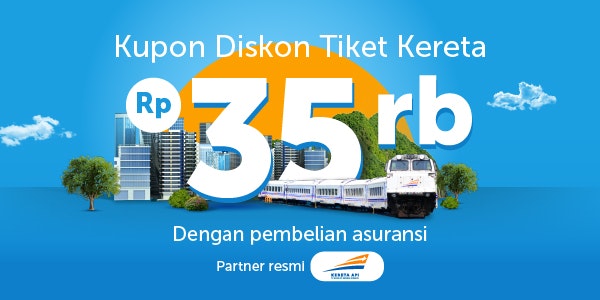 Kupon Diskon Tiket Kereta
Rp 35 rb
Dengan pembelian asuransi
Partner resmi
KERETA API